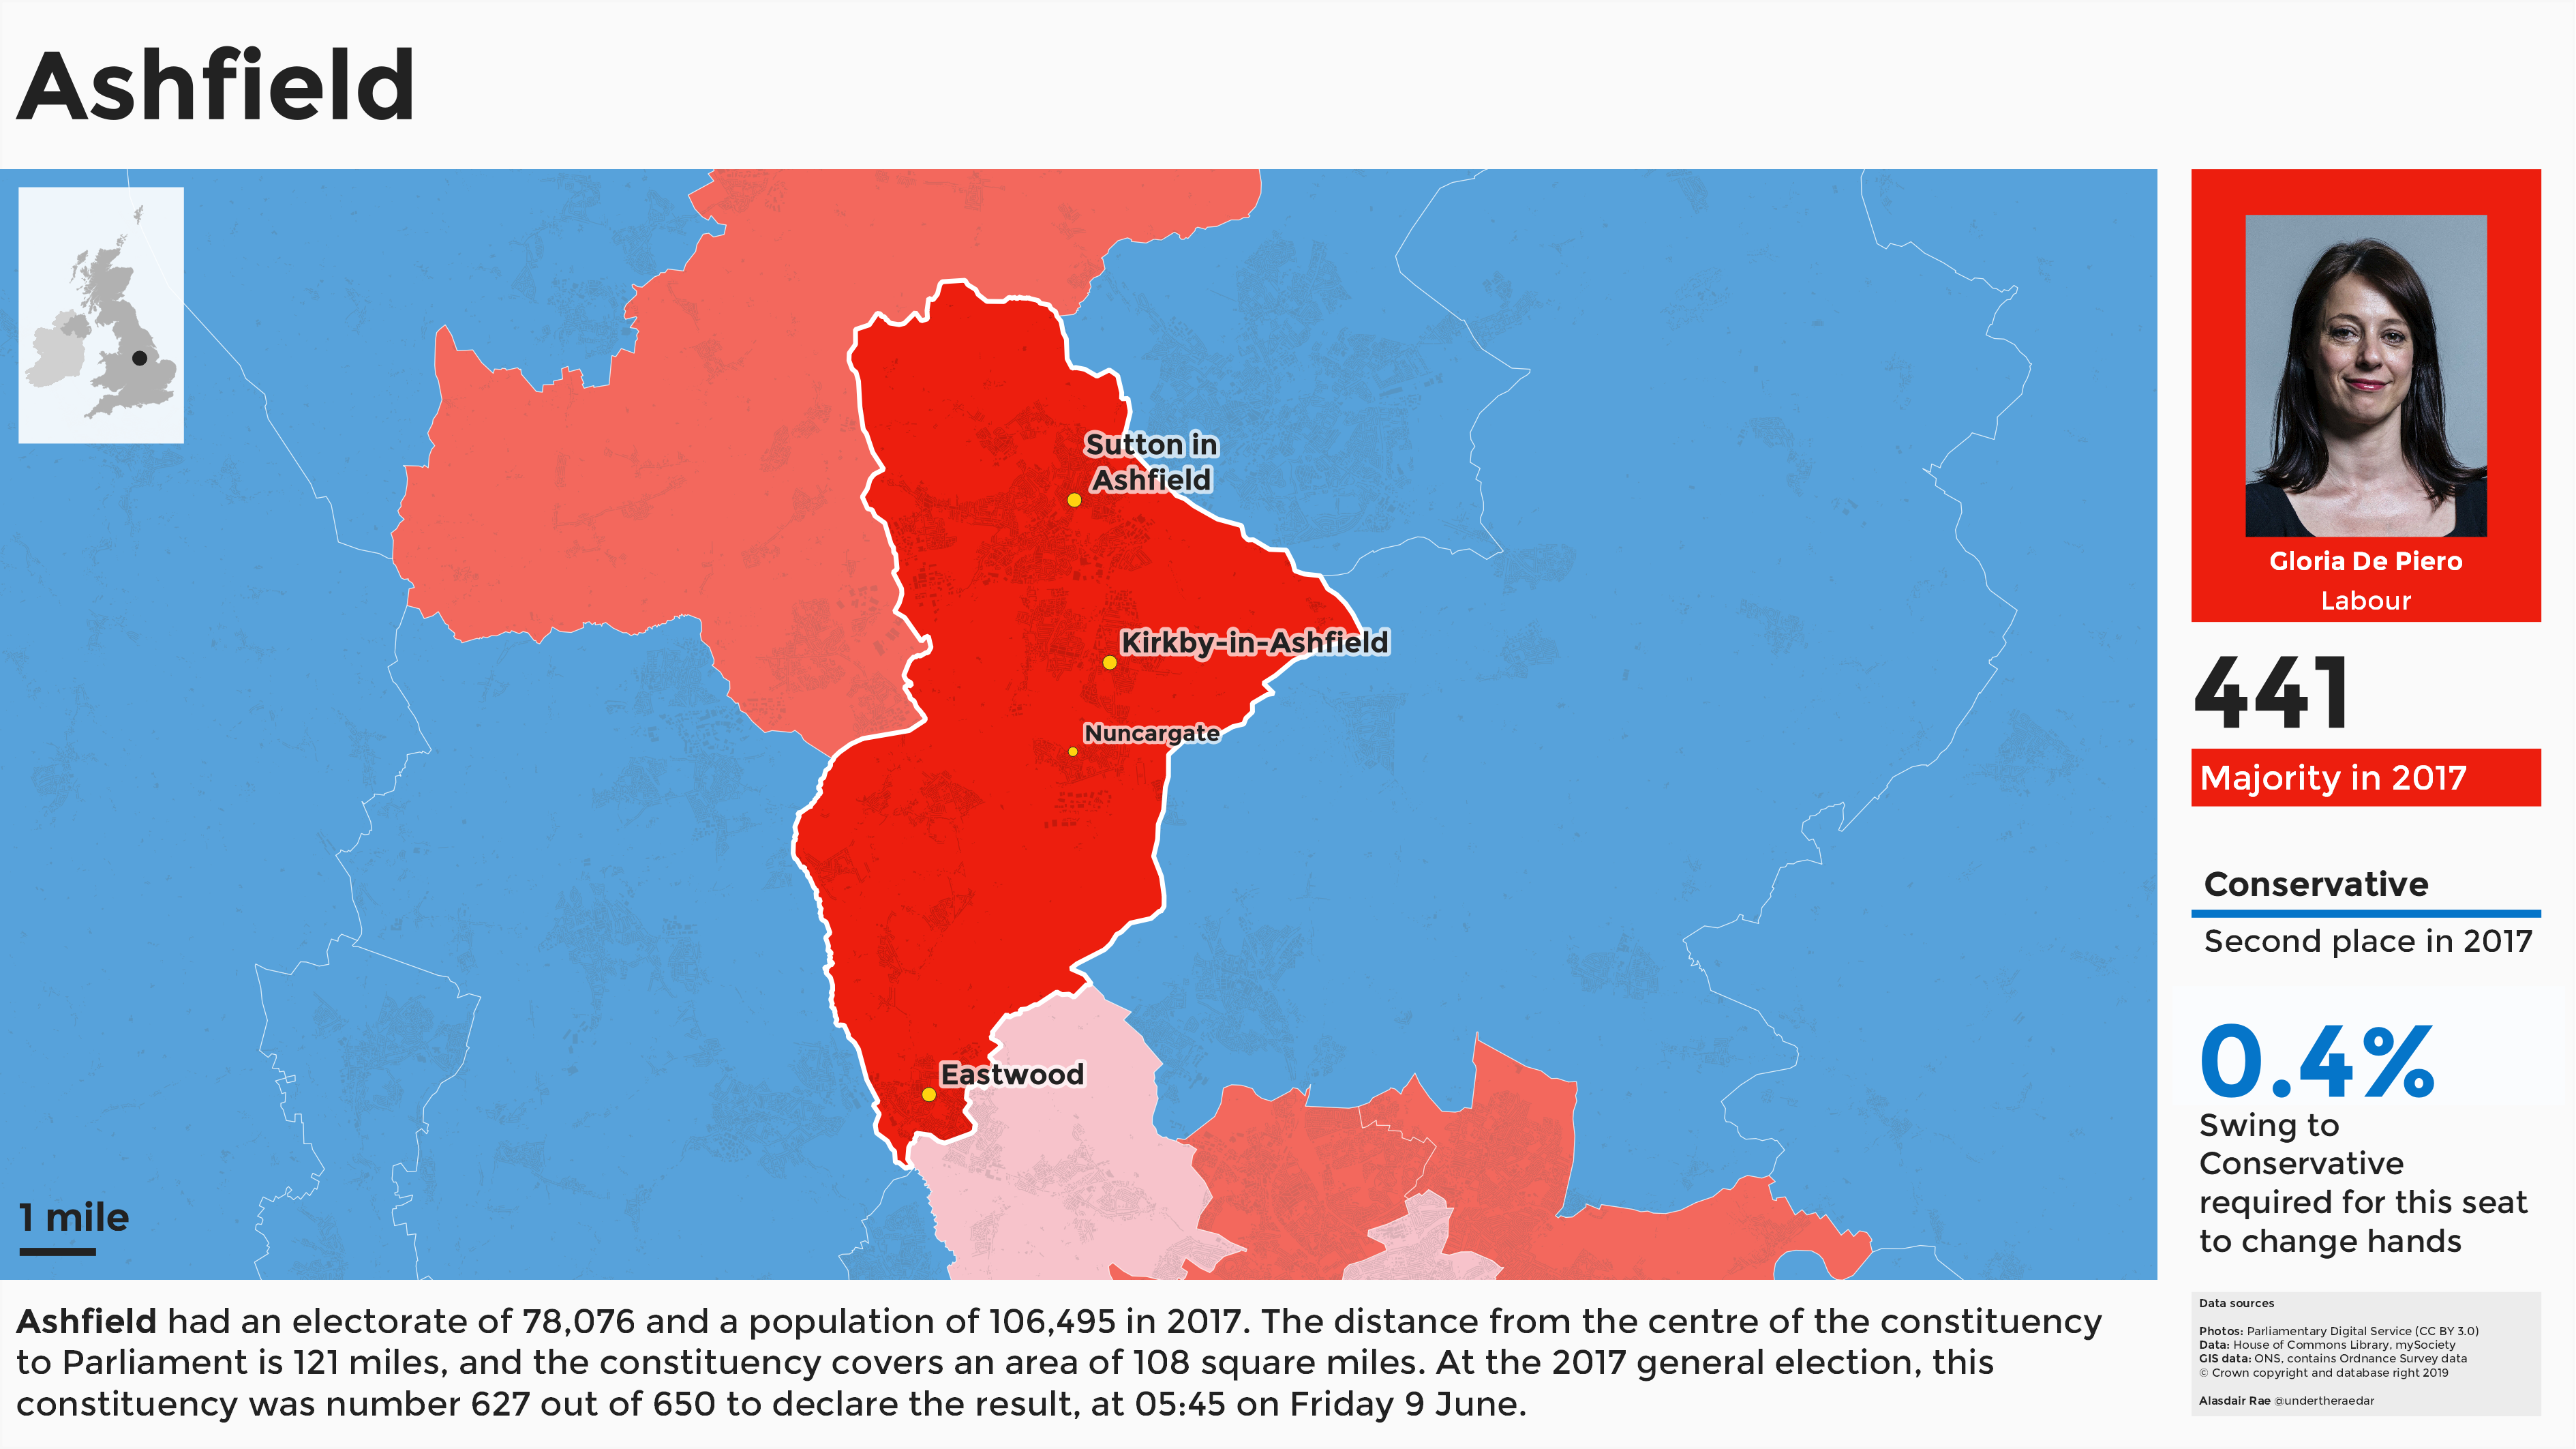 Ashfield
Sutton in
Ashfield
Kirkby-in-Ashfield
Nuncargate
Eastwood
1 mile
Gloria De Piero
Labour
441
Majority in 2017
Conservative
Second place in 2017
0.4%
Swing to
Conservative
required for this seat
to change hands
Ashfield had an electorate of 78,076 and a population of 106,495 in 2017. The distance from the centre of the constituency
to Parliament is 121 miles, and the constituency covers an area of 108 square miles. At the 2017 general election, this
constituency was number 627 out of 650 to declare the result, at 05:45 on Friday 9 June.
Data sources
Photos: Parliamentary Digital Service (CC BY 3.0)
Data: House of Commons Library, mySociety
GIS data: ONS, contains Ordnance Survey data
© Crown copyright and database right 2019
Alasdair Rae @undertheraedar